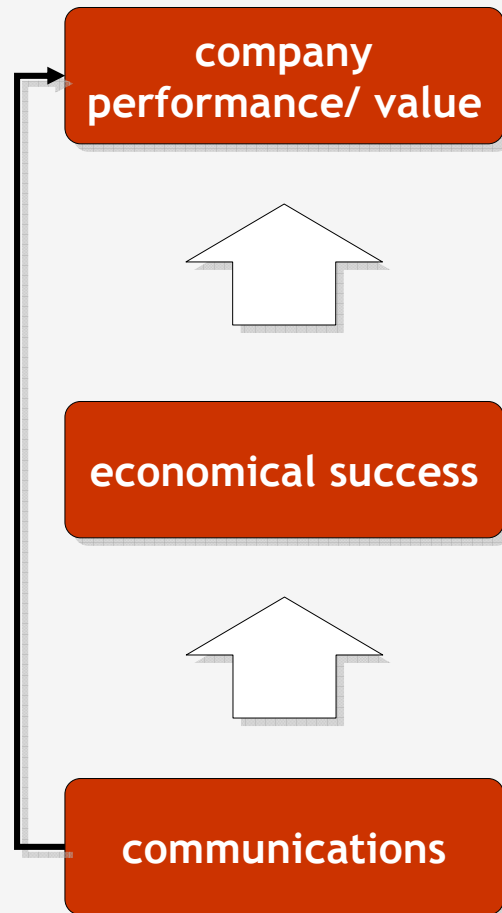 company
performance/ value
economical success
communications